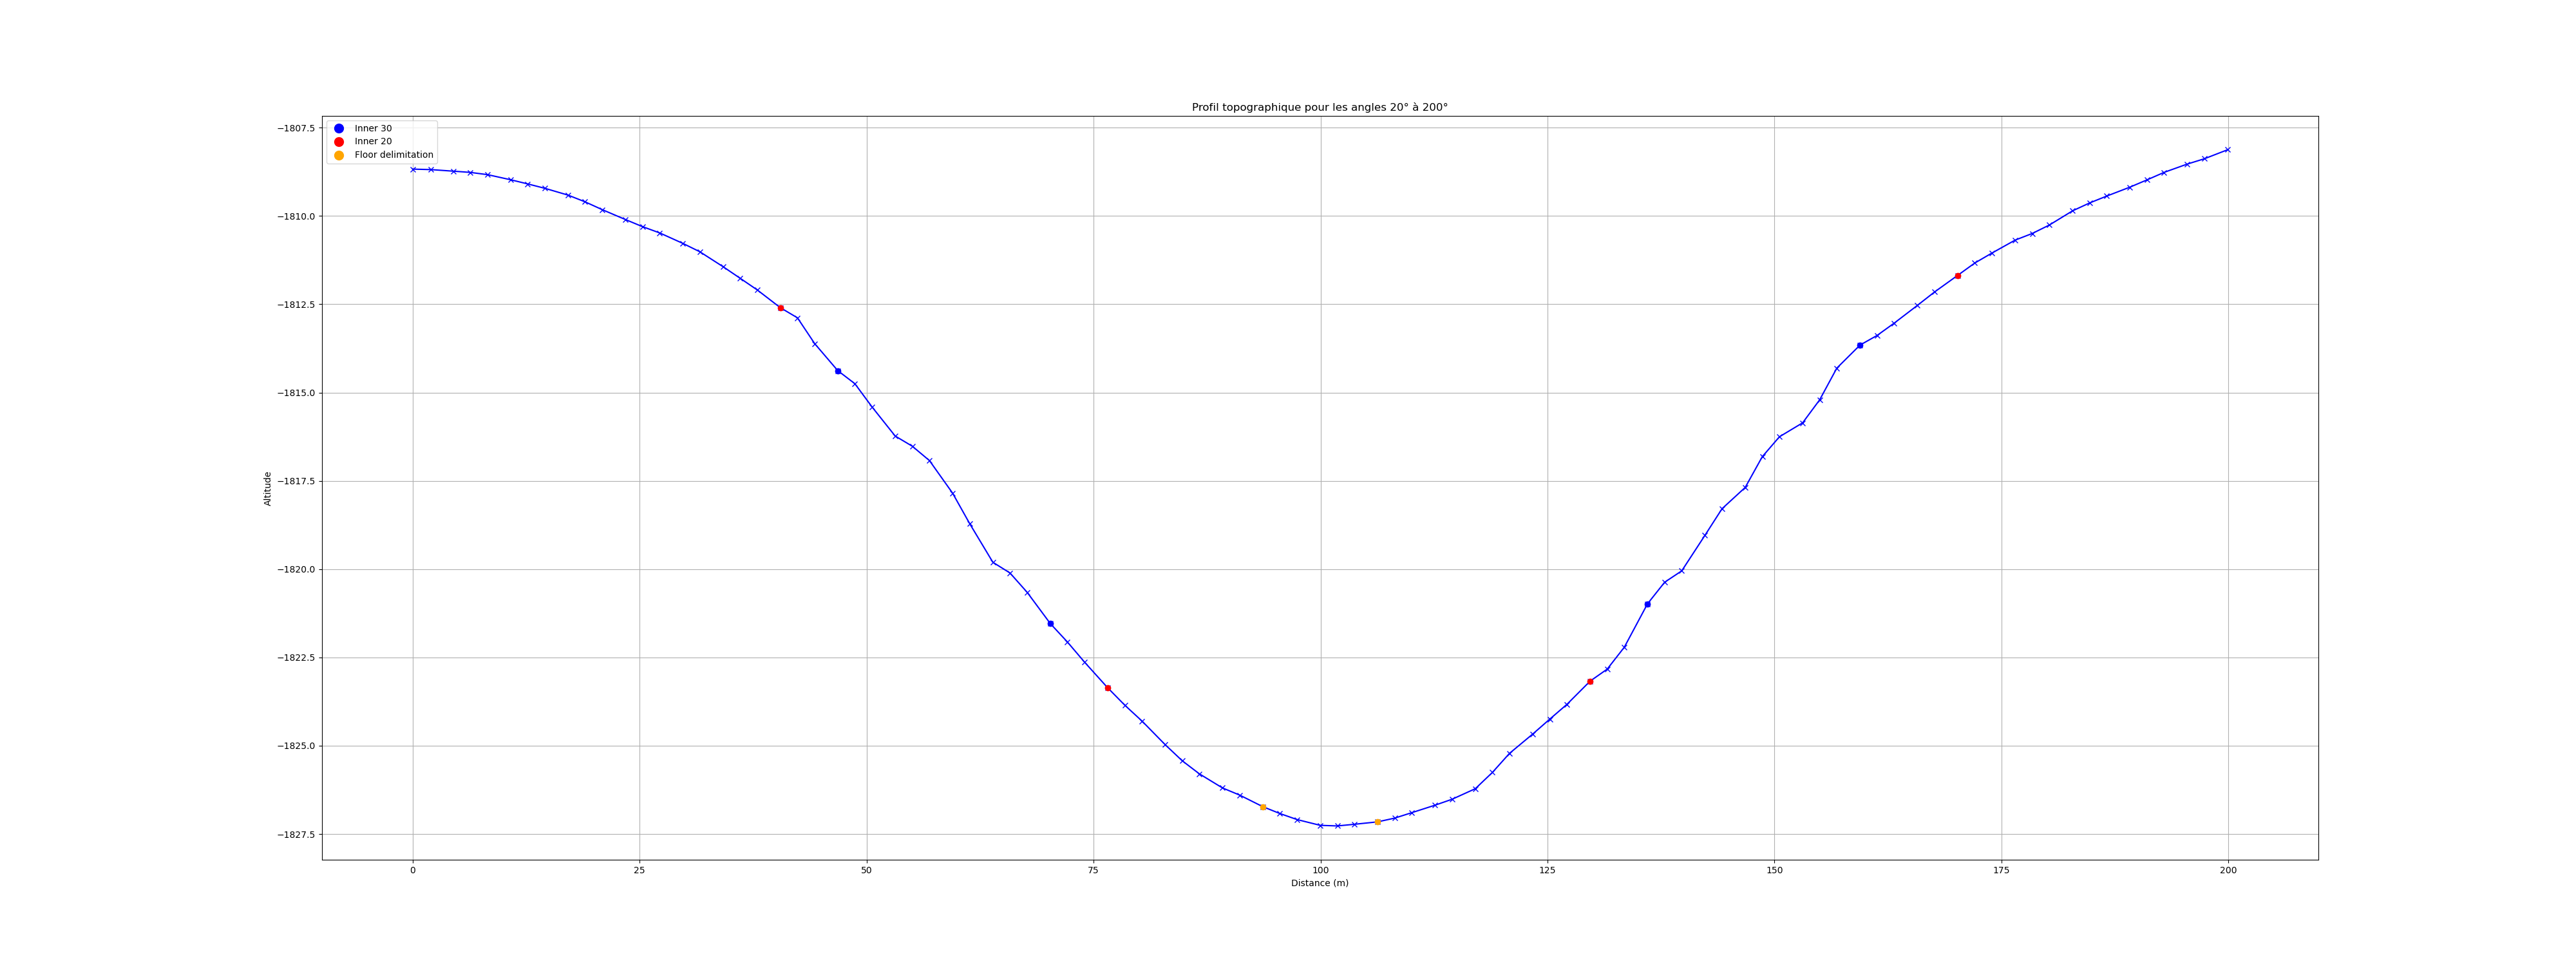 Profil topographique pour les angles 20° à 200°
Inner 30
Inner 20
Floor delimitation
−1807.5
−1810.0
−1812.5
−1815.0
−1817.5
−1820.0
−1822.5
−1825.0
−1827.5
Altitude
0 25 50 75 100 125 150 175 200
Distance (m)